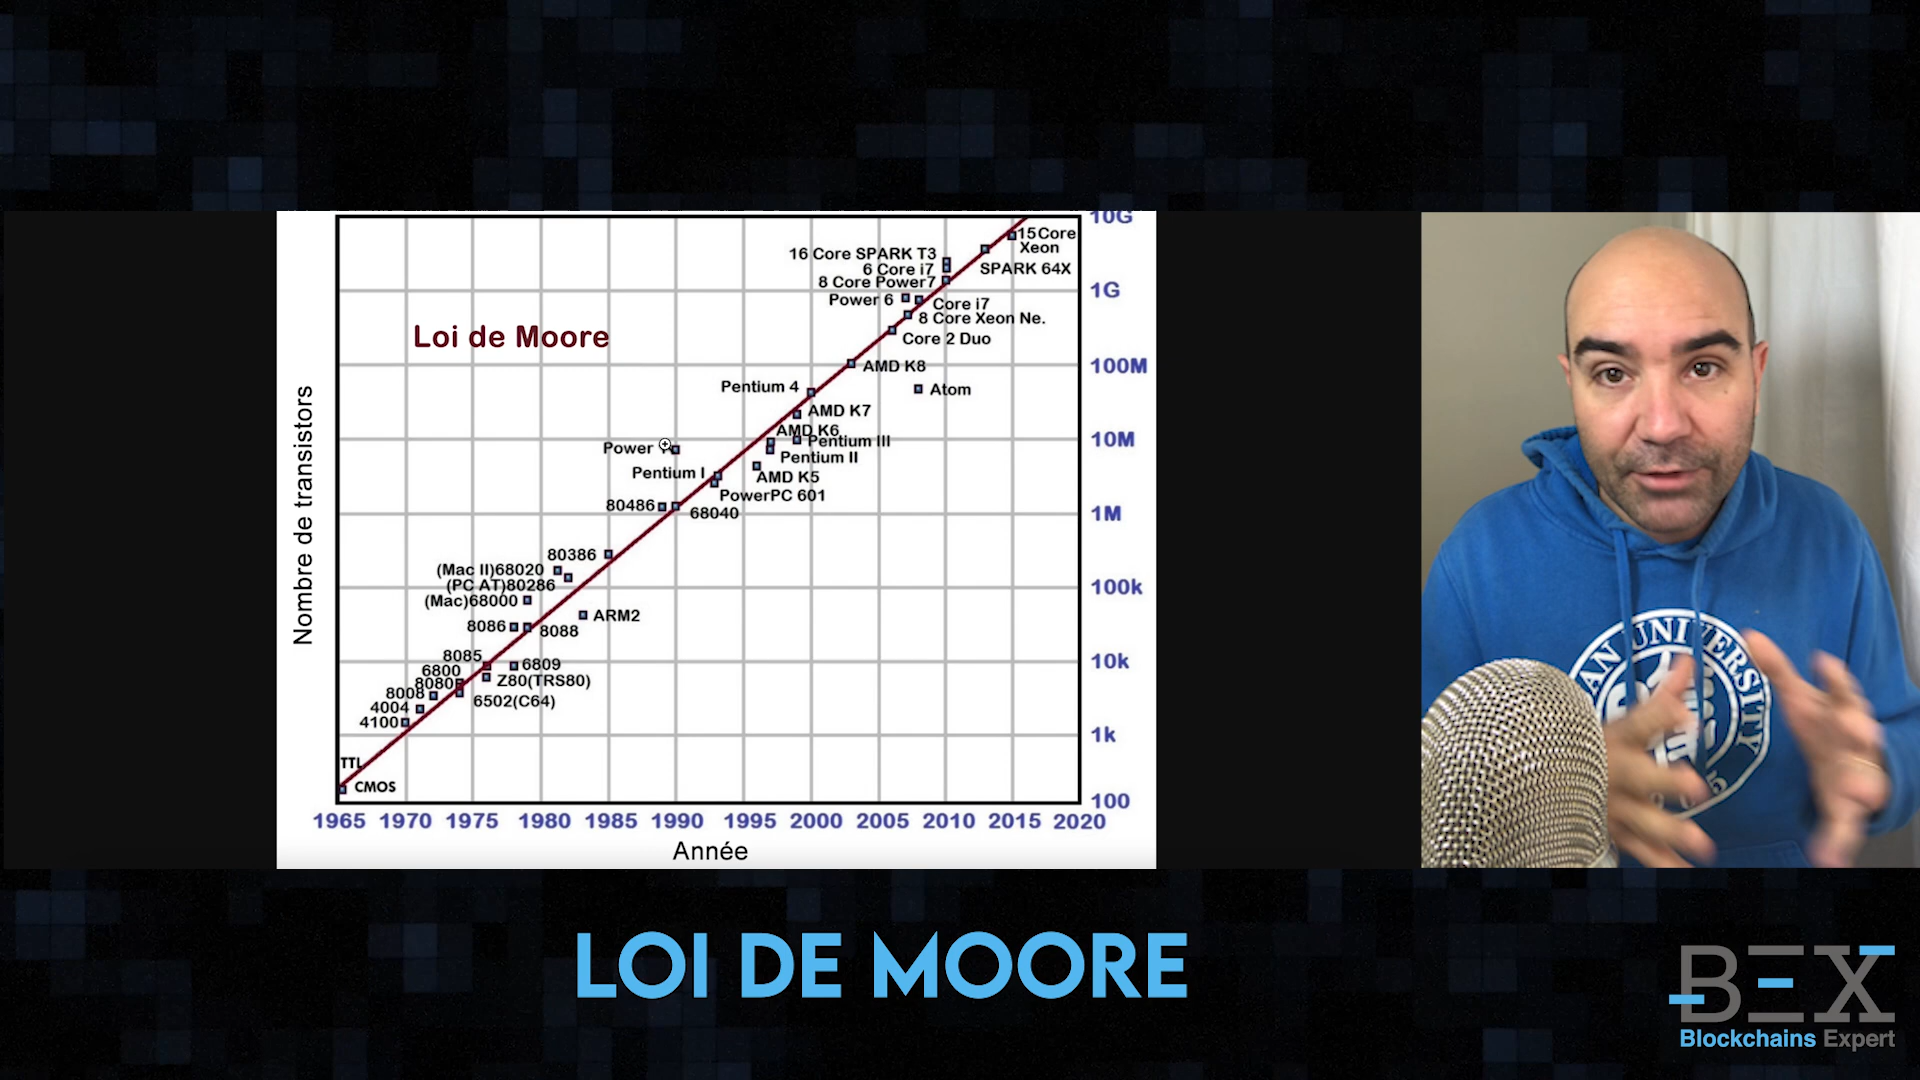 10G
15Core
Xeon
16 Core SPARK T3
SPARK 64X
6 Core i7
8 Core Power7
1G
Power 6
Core i7
8 Core Xeon Ne.
Loi de Moore
Core 2 Duo
100M
AMD K8
Pentium 4
Atom
AMD K7
AMD K6
Pentium III
10M
Power
Pentium II
Pentium I
AMD K5
PowerPC 601
80486
68040
1M
80386
(Mac II)68020
(PC AT)80286
100k
(Mac)68000
ARM2
8086
8088
8085
6809
10k
6800
Z80(TRS80)
8080
8008
6502(C64)
4004
4100
1k
TTL
CMOS
100
Nombre de transistors
1965 1970 1975 1980 1985 1990 1995 2000 2005 2010 2015 2020
Année
AN UNIVERSITY
LOI DE MOORE
BEX
Blockchains Expert